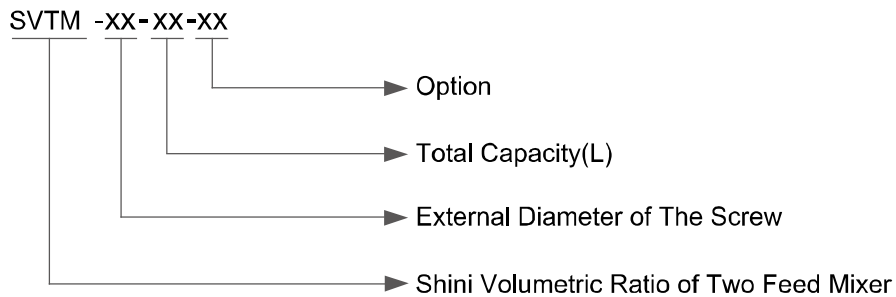 SVTM -xx-xx-xx
Option
Total Capacity(L)
External Diameter of The Screw
Shini Volumetric Ratio of Two Feed Mixer